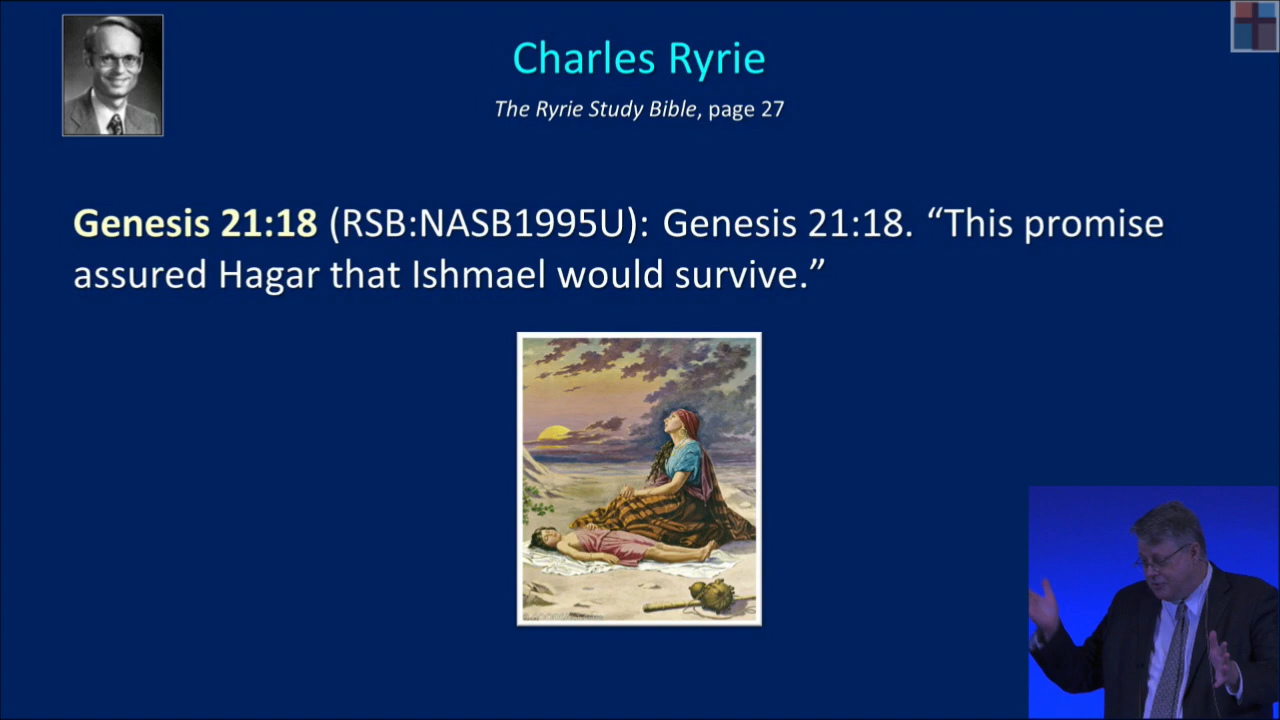 Charles Ryrie
The Ryrie Study Bible, page 27
Genesis 21:18 (RSB:NASB1995U): Genesis 21:18. “This promise
assured Hagar that Ishmael would survive.”